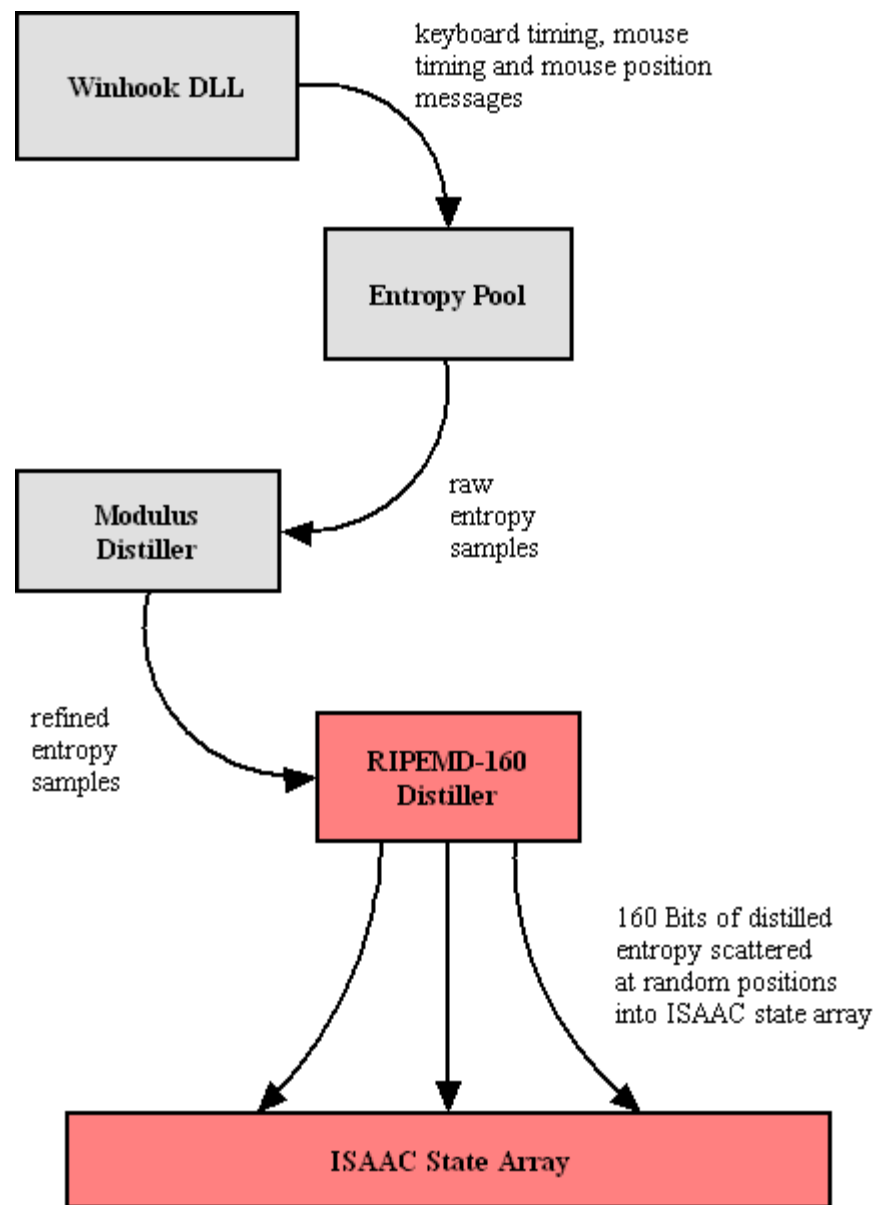 Winhook DLL
keyboard timing, mouse
timing and mouse position
messages
Entropy Pool
raw
entropy
samples
Modulus
Distiller
refined
entropy
samples
RIPEMD-160
Distiller
160 Bits of distilled
entropy scattered
at random positions
into ISAAC state array
ISAAC State Array